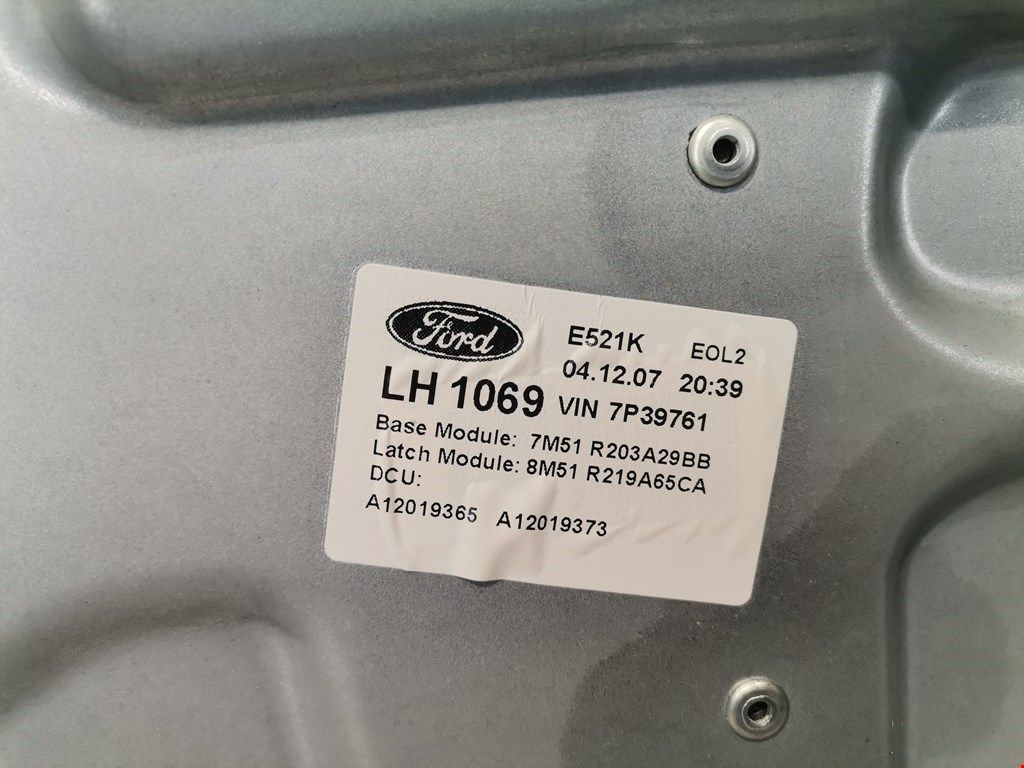 Ford E521K EOL2
04.12.07 20:39
LH 1069 VIN 7P39761
Base Module: 7M51 R203A29BB
Latch Module: 8M51 R219A65CA
DCU:
A12019365 A12019373